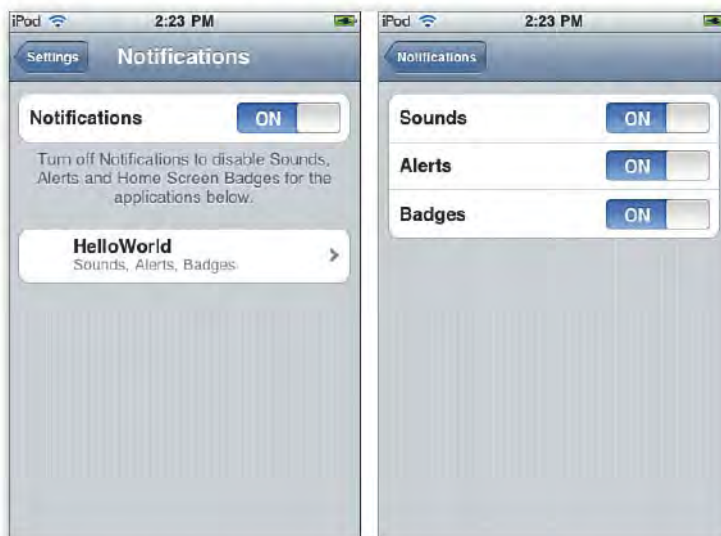 iPod 2:23 PM
Settings Notifications
Notifications ON
Turn off Notifications to disable Sounds,
Alerts and Home Screen Badges for the
applications below.
HelloWorld
Sounds, Alerts, Badges
iPod 2:23 PM
Notifications
Sounds ON
Alerts ON
Badges ON